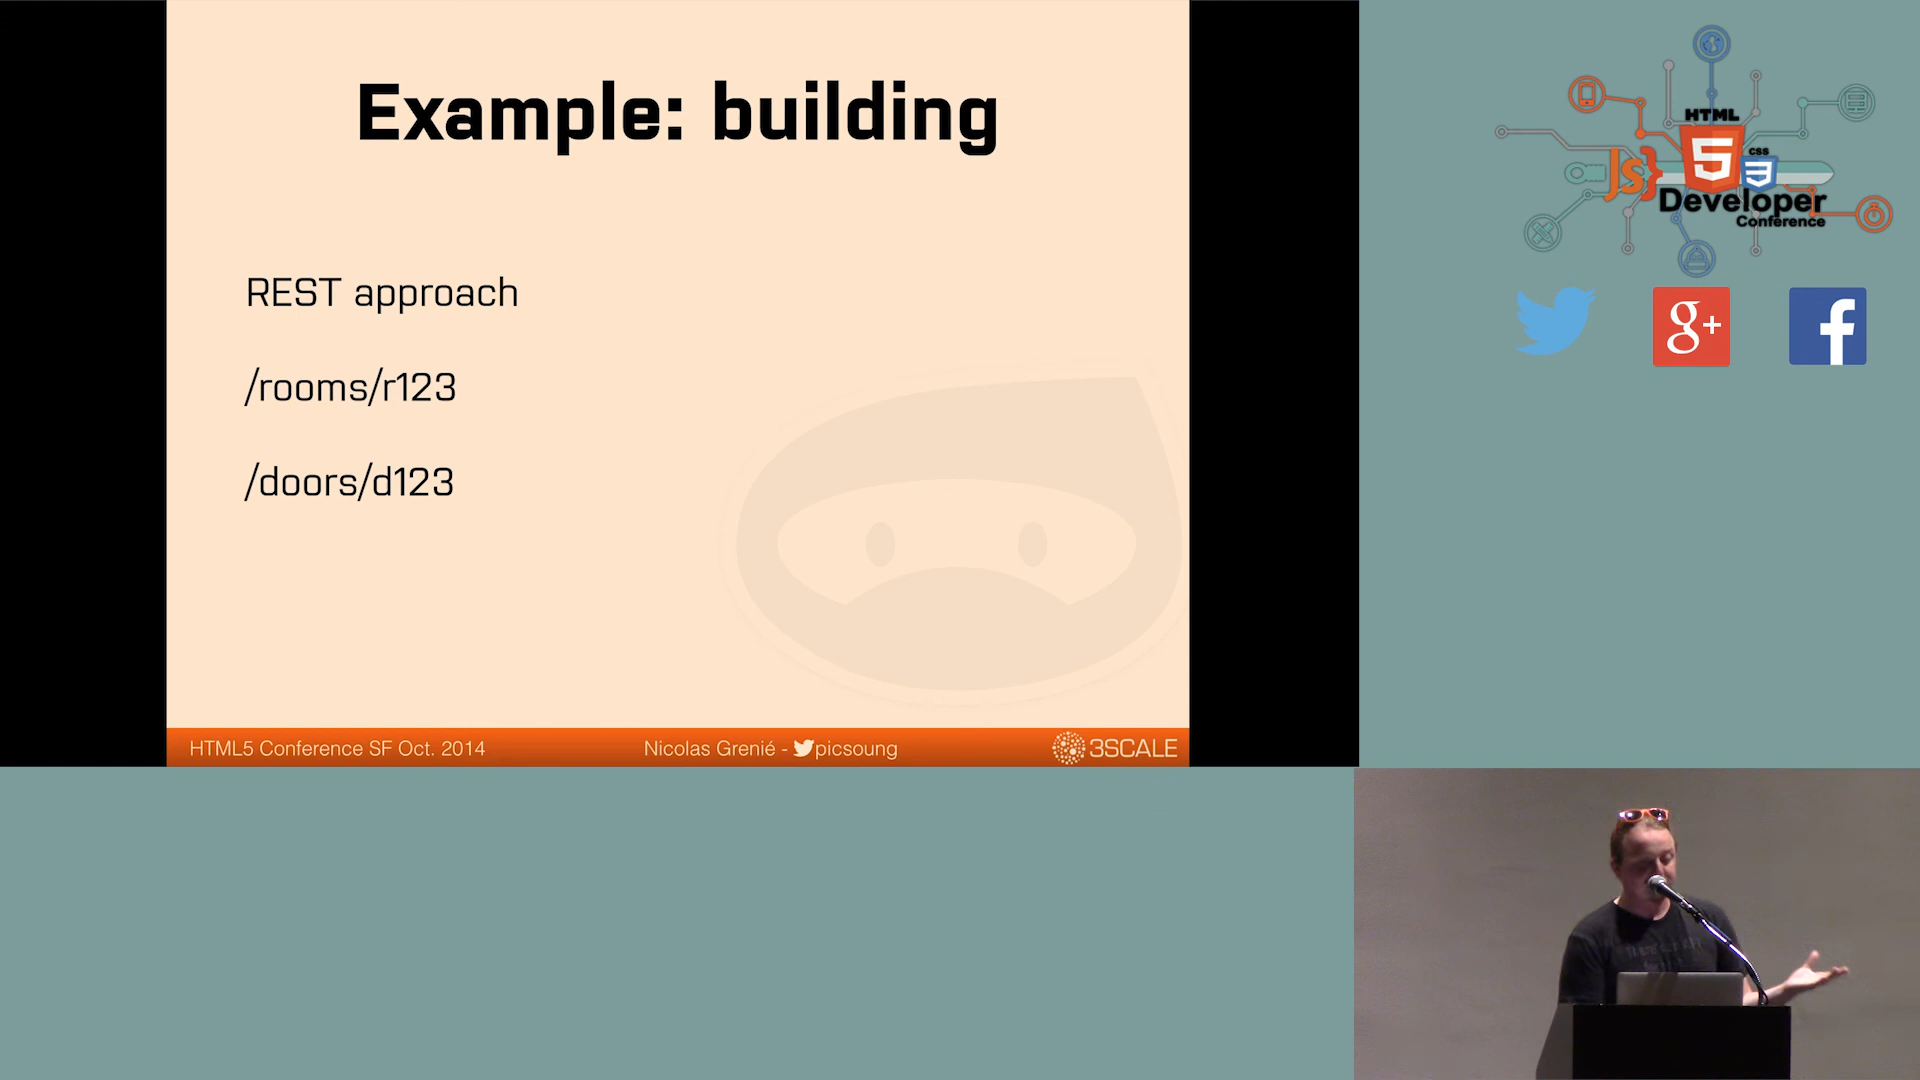 Example: building
REST approach
/rooms/r123
/doors/d123
HTML5 Conference SF Oct. 2014
Nicolas Grenié - picsoung
3SCALE
HTML
5
CSS
3
JS}
Developer
Conference
g+
f